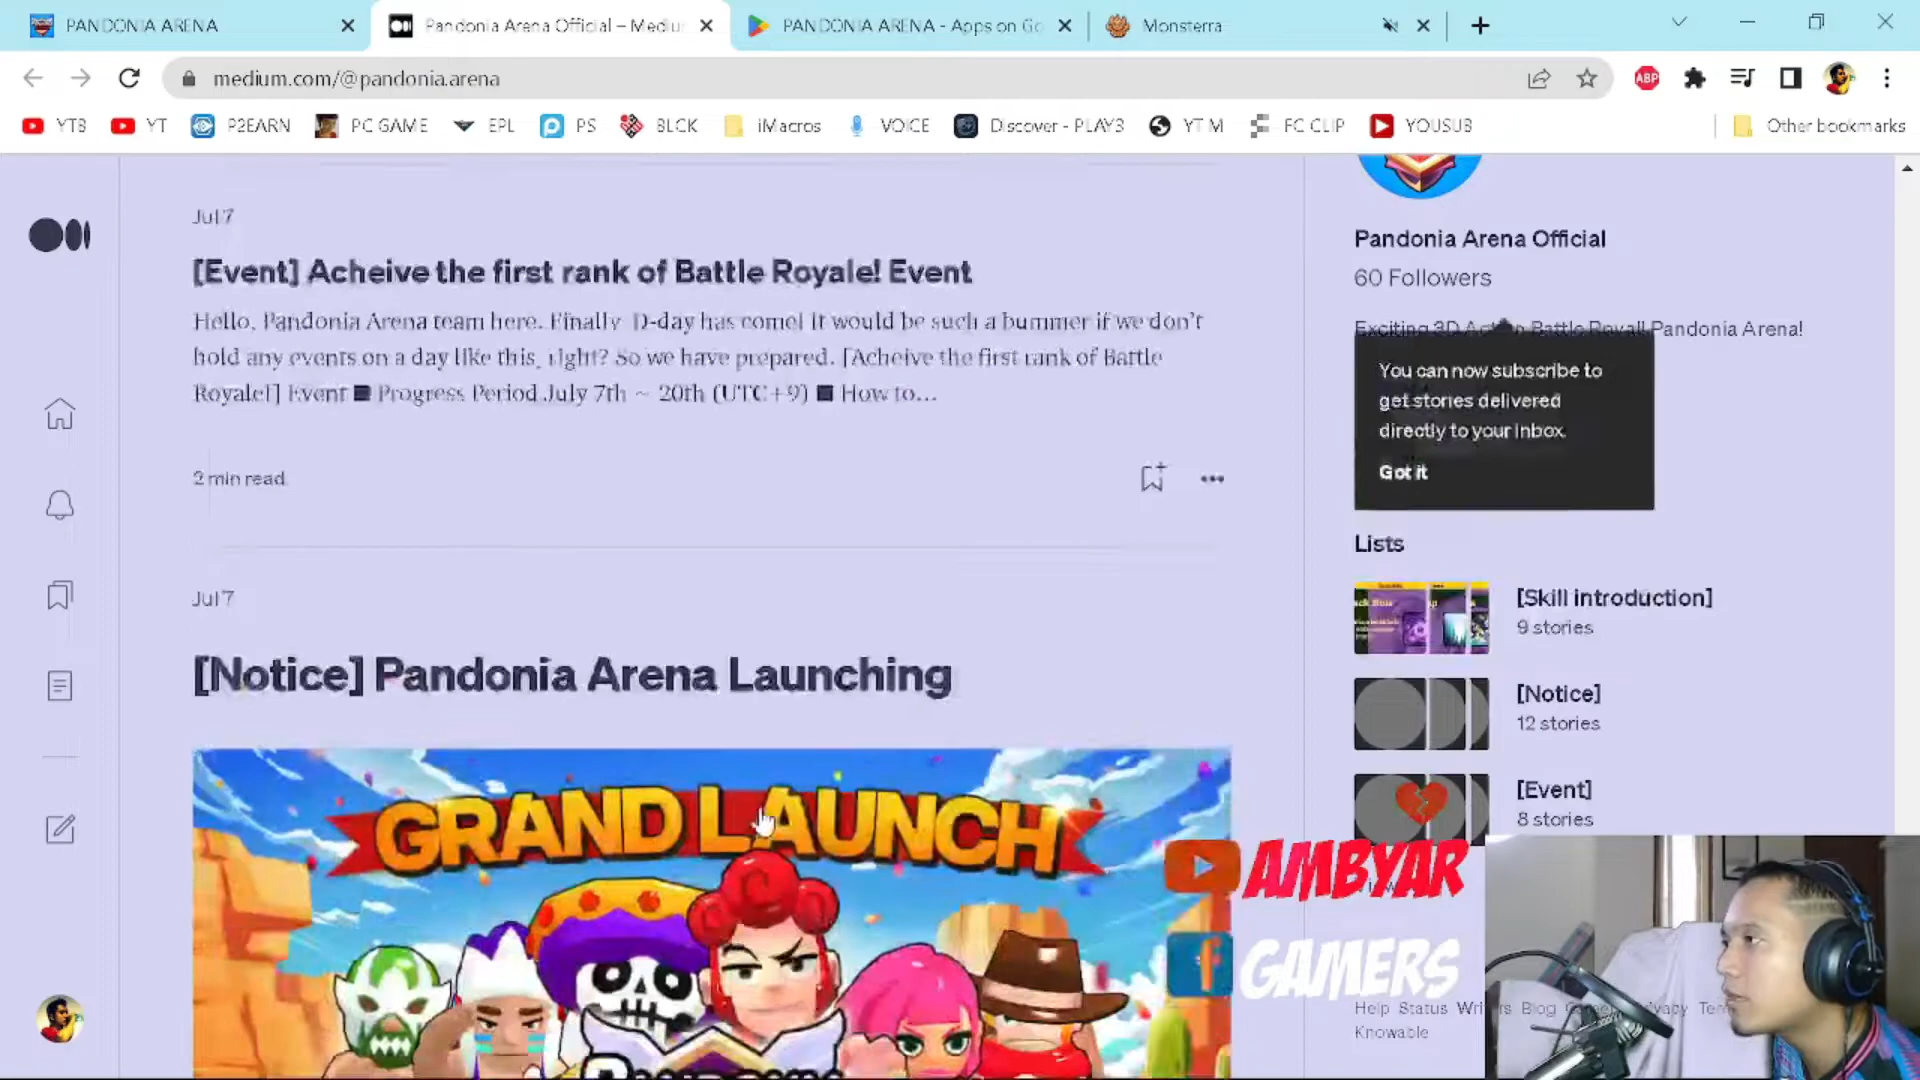 PANDONIA ARENA
Pandonia Arena Official – Mediu
PANDONIA ARENA - Apps on Go
Monsterra
medium.com/@pandonia.arena
ABP
YTB
YT
P2EARN
PC GAME
EPL
PS
BLCK
iMacros
VOICE
Discover - PLAY3
YT M
FC CLIP
YOUSUB
Other bookmarks
Jul 7
[Event] Acheive the first rank of Battle Royale! Event
Hello, Pandonia Arena team here. Finally D-day has come! it would be such a bummer if we don't
hold any events on a day like this, right? So we have prepared. [Acheive the first rank of Battle
Royale!] Event ■ Progress Period July 7th ~ 20th (UTC+9) ■ How to...
2 min read
Jul 7
[Notice] Pandonia Arena Launching
GRAND LAUNCH
Pandonia Arena Official
60 Followers
Exciting 3D Action Battle Royal! Pandonia Arena!
You can now subscribe to
get stories delivered
directly to your inbox.
Got it
Lists
[Skill introduction]
9 stories
[Notice]
12 stories
[Event]
8 stories
AMBYAR
GAMERS
Help Status Writers Blog
Knowable